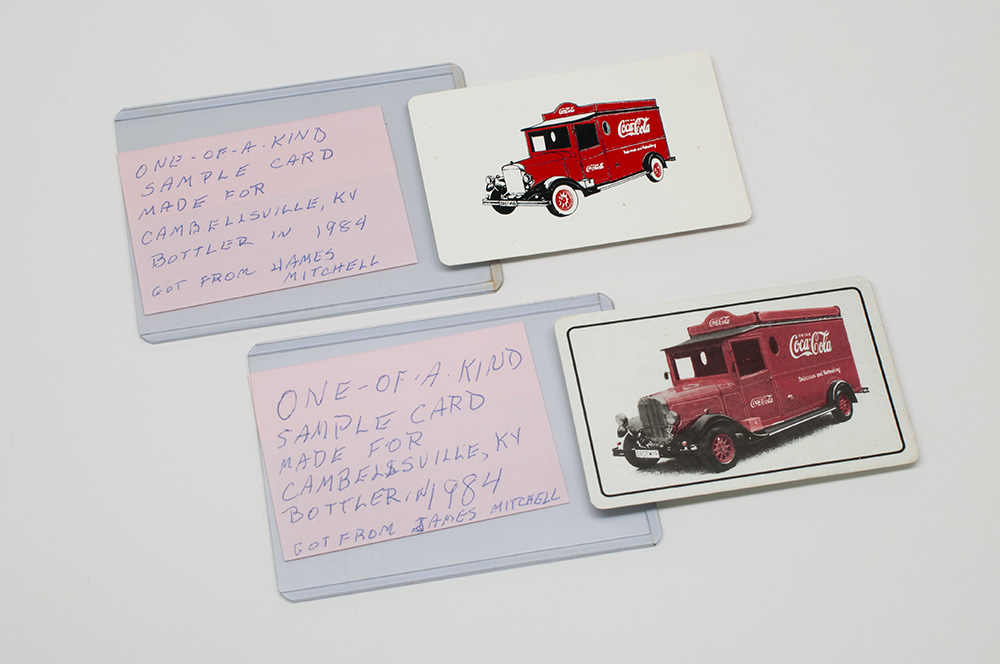 ONE-OF-A-KIND
SAMPLE CARD
MADE FOR
CAMBELLSVILLE, KY
BOTTLER IN 1984
GOT FROM JAMES
MITCHELL
Coca-Cola
Coca-Cola
Delicious and Refreshing
Coca-Cola
ONE-OF-A-KIND
SAMPLE CARD
MADE FOR
CAMBELLSVILLE, KY
BOTTLER IN 1984
GOT FROM JAMES MITCHELL
Coca-Cola
DRINK
Coca-Cola
Delicious and Refreshing
Coca-Cola